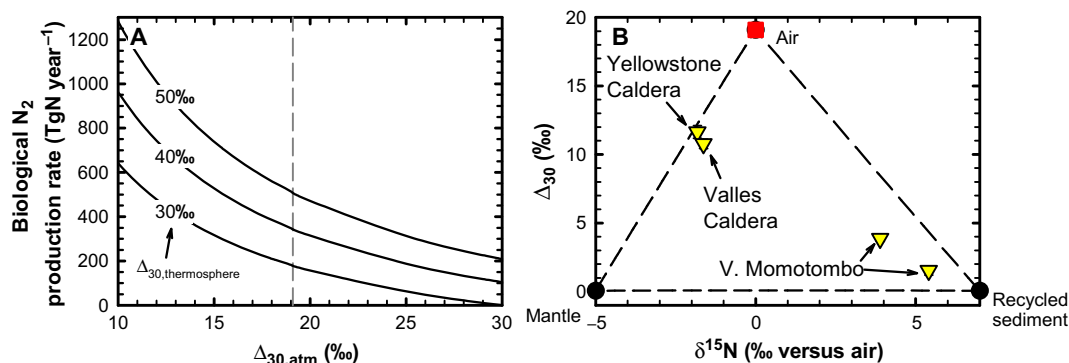 A
Biological N₂
production rate (TgN year⁻¹)
1200
1000
800
600
400
200
0
50‰
40‰
30‰
Δ30,thermosphere
10
15
20
25
30
Δ30,atm (‰)
B
Δ30 (‰)
20
15
10
5
0
Air
Yellowstone
Caldera
Valles
Caldera
V. Momotombo
Mantle
Recycled
sediment
−5
0
5
δ¹⁵N (‰ versus air)